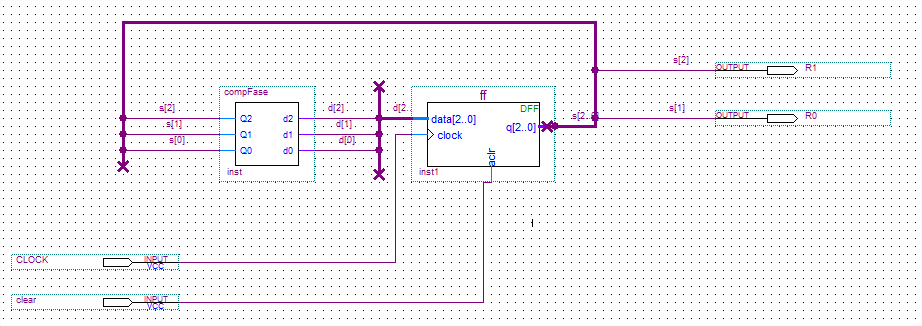 s[2]
OUTPUT
R1
compFase
ff
s[2]
d[2]
d[2.
DFF
s[2.
s[1]
OUTPUT
R0
Q2
d2
data[2..0]
s[1]
d[1]
q[2..0]
Q1
d1
clock
s[0]
d[0]
Q0
d0
aclr
inst
inst1
CLOCK
INPUT
VCC
clear
INPUT
VCC